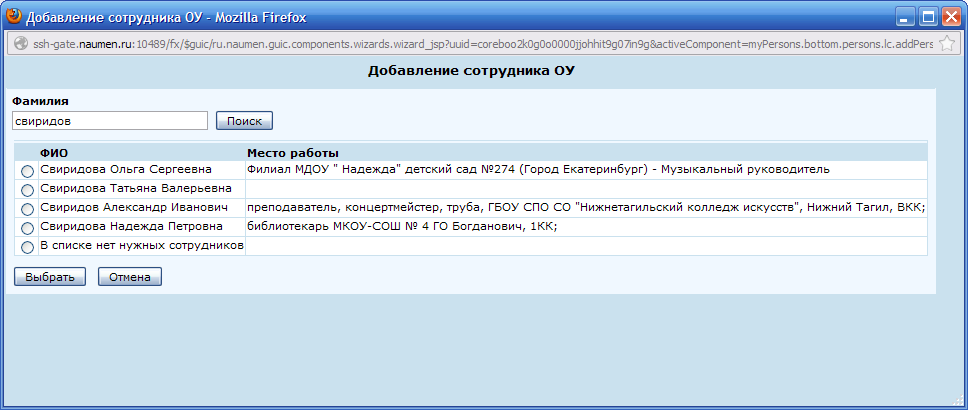 Добавление сотрудника ОУ - Mozilla Firefox
ssh-gate.naumen.ru:10489/fx/$guic/ru.naumen.guic.components.wizards.wizard_jsp?uuid=coreboo2k0g0o0000jjohhit9g07in9g&activeComponent=myPersons.bottom.persons.lc.addPers
Добавление сотрудника ОУ
Фамилия
свиридов Поиск
ФИО Место работы
Свиридова Ольга Сергеевна Филиал МДОУ " Надежда" детский сад №274 (Город Екатеринбург) - Музыкальный руководитель
Свиридова Татьяна Валерьевна
Свиридов Александр Иванович преподаватель, концертмейстер, труба, ГБОУ СПО СО "Нижнетагильский колледж искусств", Нижний Тагил, ВКК;
Свиридова Надежда Петровна библиотекарь МКОУ-СОШ № 4 ГО Богданович, 1КК;
В списке нет нужных сотрудников
Выбрать Отмена